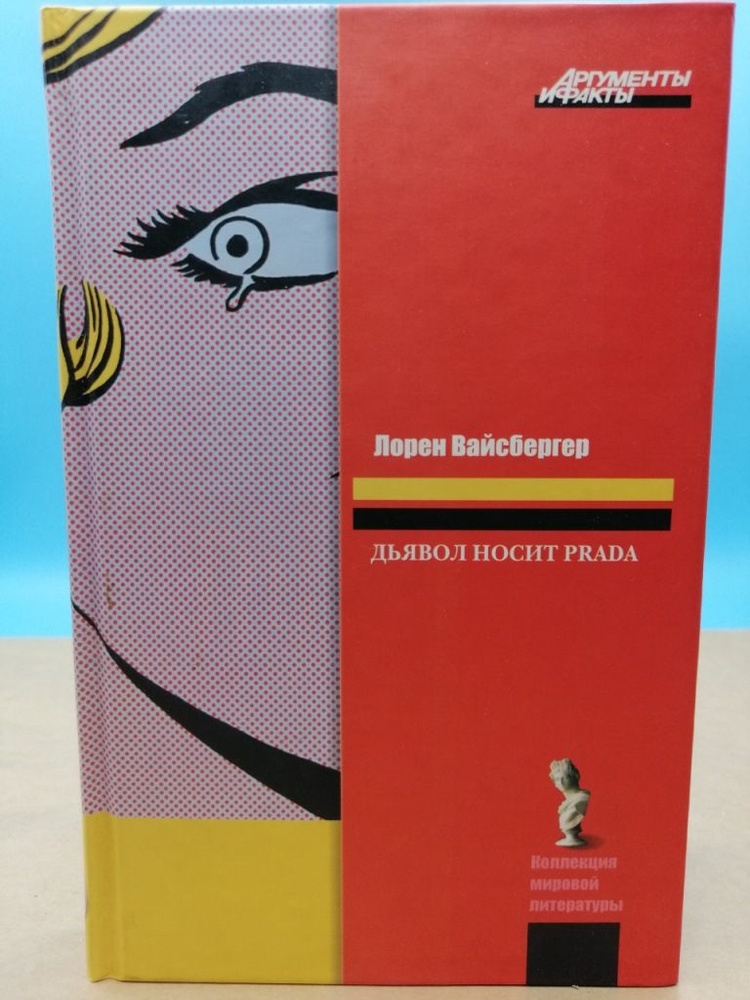 АРГУМЕНТЫ
И ФАКТЫ
Лорен Вайсбергер
ДЬЯВОЛ НОСИТ PRADA
Коллекция
мировой
литературы